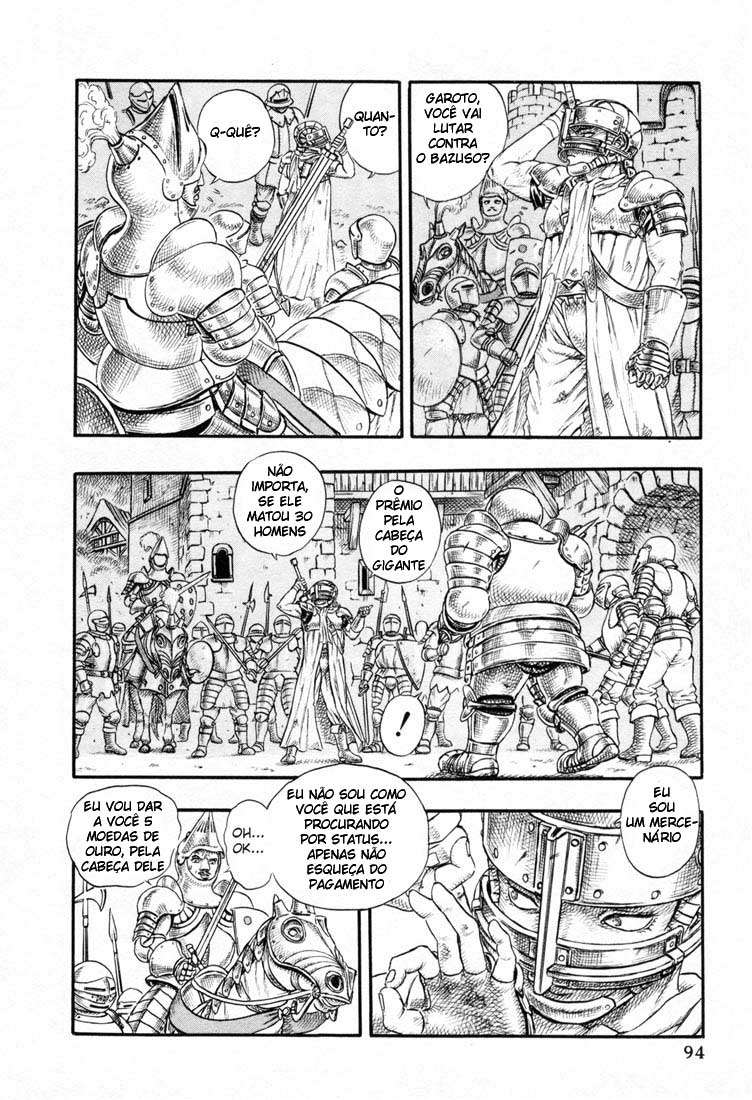 GAROTO,
VOCÊ VAI
LUTAR
CONTRA
O
BAZUSO?
QUAN-
TO?
Q-QUÊ?
O
PRÊMIO
PELA
CABEÇA
DO
GIGANTE
NÃO
IMPORTA,
SE ELE
MATOU 30
HOMENS
!
EU
SOU
UM MERCE-
NÁRIO
EU NÃO SOU COMO
VOCÊ QUE ESTÁ
PROCURANDO
POR STATUS...
APENAS NÃO
ESQUEÇA DO
PAGAMENTO
OH...
OK...
EU VOU DAR
A VOCÊ 5
MOEDAS DE
OURO, PELA
CABEÇA DELE
94